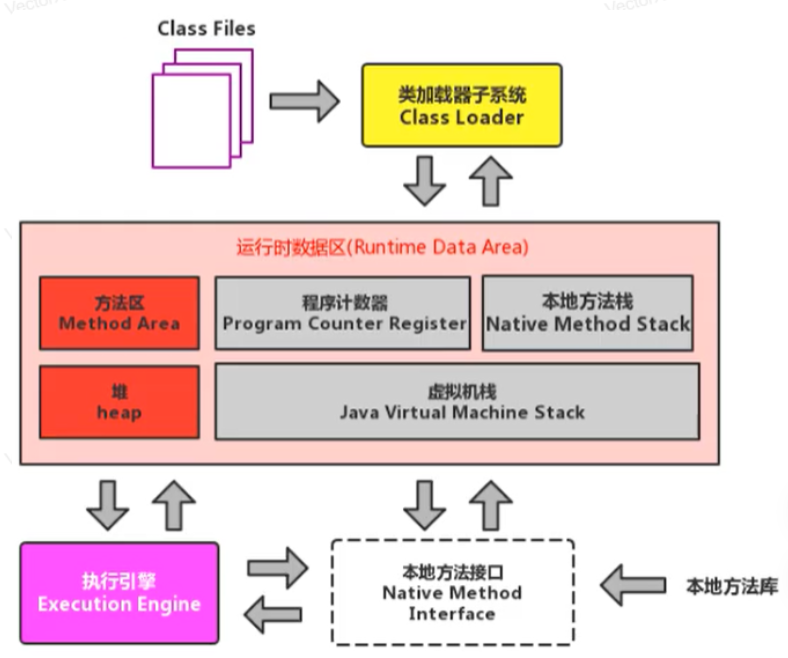 Class Files
类加载器子系统
Class Loader
运行时数据区(Runtime Data Area)
方法区
Method Area
程序计数器
Program Counter Register
本地方法栈
Native Method Stack
堆
heap
虚拟机栈
Java Virtual Machine Stack
执行引擎
Execution Engine
本地方法接口
Native Method
Interface
本地方法库